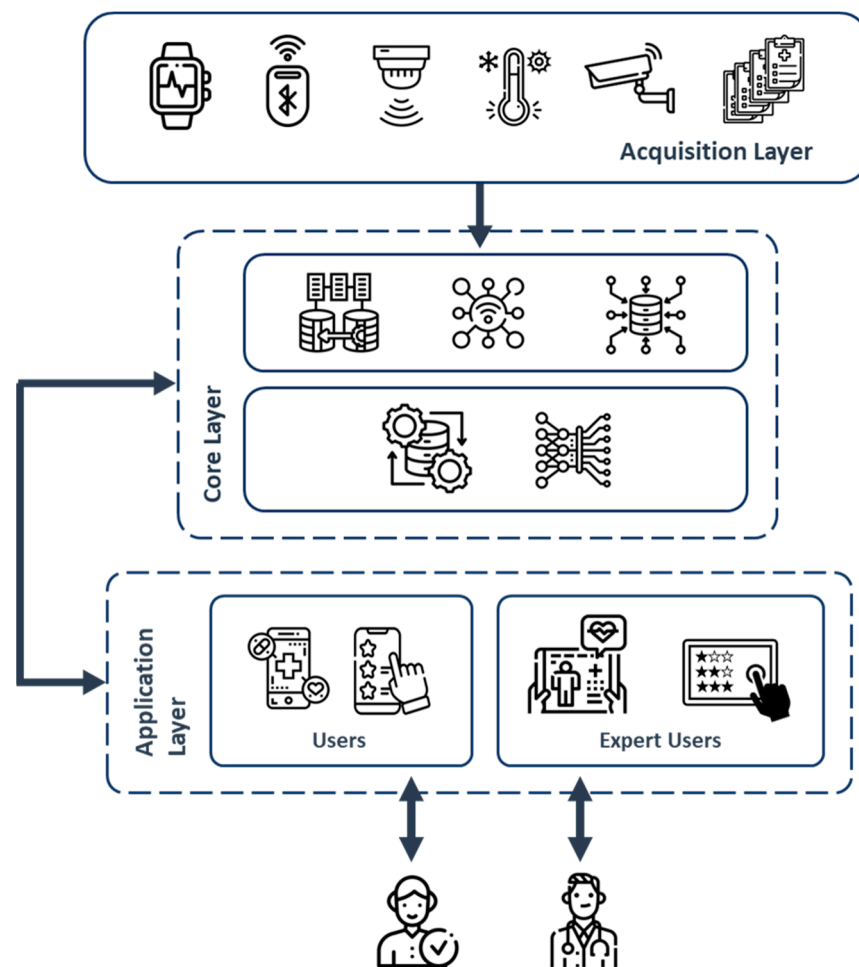 Acquisition Layer
Core Layer
Application
Layer
Users
Expert Users